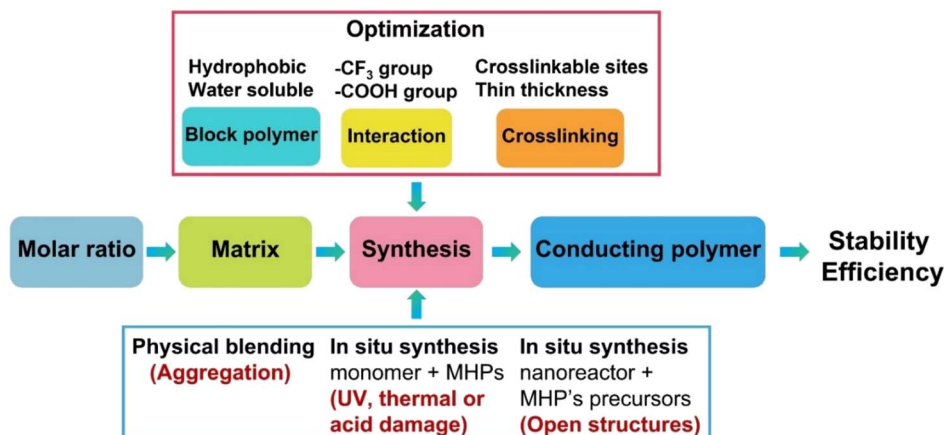 Optimization
Hydrophobic
Water soluble
Block polymer
-CF₃ group
-COOH group
Interaction
Crosslinkable sites
Thin thickness
Crosslinking
Molar ratio
Matrix
Synthesis
Conducting polymer
Stability
Efficiency
Physical blending
(Aggregation)
In situ synthesis
monomer + MHPs
(UV, thermal or
acid damage)
In situ synthesis
nanoreactor +
MHP's precursors
(Open structures)